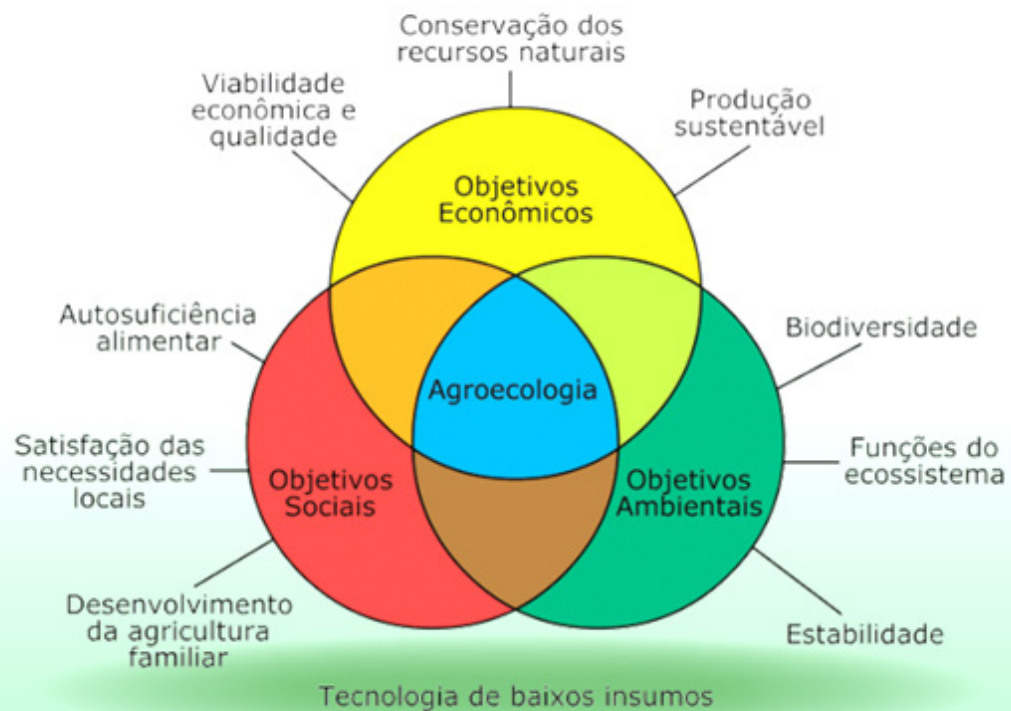 Conservação dos
recursos naturais
Viabilidade
econômica e
qualidade
Produção
sustentável
Objetivos
Econômicos
Autosuficiência
alimentar
Biodiversidade
Agroecologia
Satisfação das
necessidades
locais
Objetivos
Sociais
Objetivos
Ambientais
Funções do
ecossistema
Desenvolvimento
da agricultura
familiar
Estabilidade
Tecnologia de baixos insumos